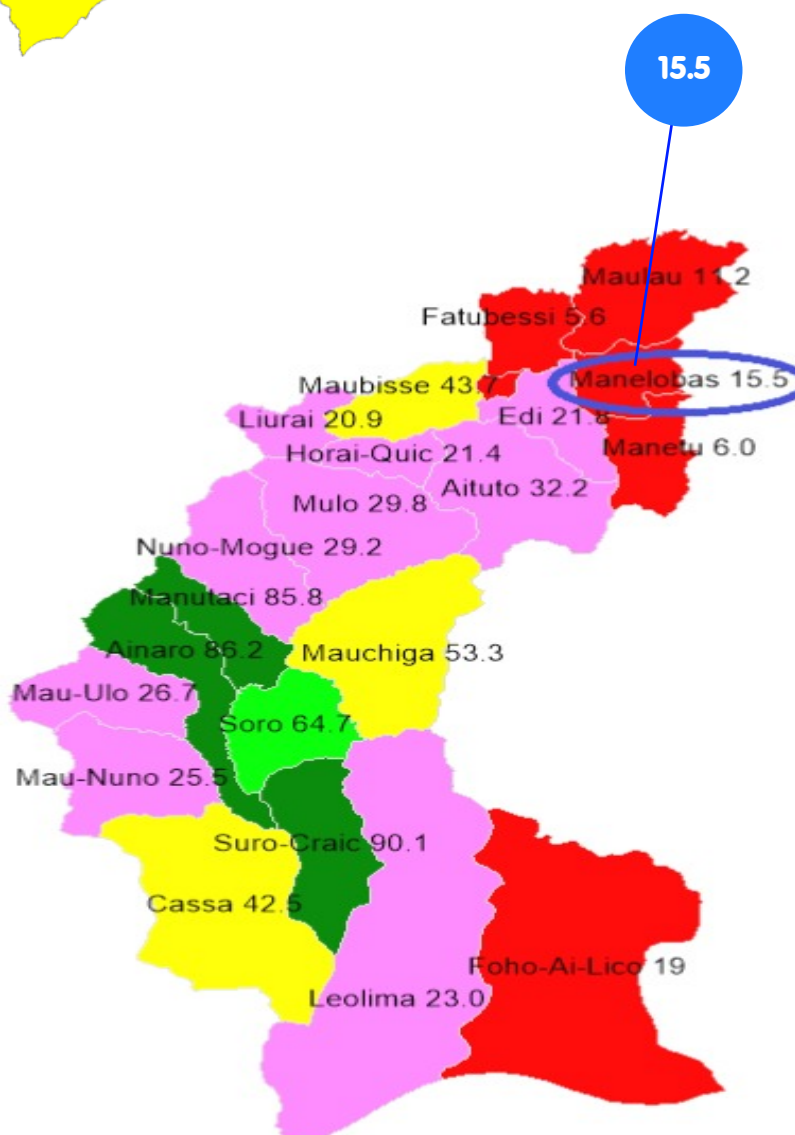 15.5
Maulau 11.2
Fatubessi 5.6
Manelobas 15.5
Maubisse 43.7
Liurai 20.9
Edi 21.8
Manetu 6.0
Horai-Quic 21.4
Aituto 32.2
Mulo 29.8
Nuno-Mogue 29.2
Manutaci 85.8
Ainaro 86.2
Mauchiga 53.3
Mau-Ulo 26.7
Soro 64.7
Mau-Nuno 25.5
Suro-Craic 90.1
Cassa 42.5
Foho-Ai-Lico 19
Leolima 23.0